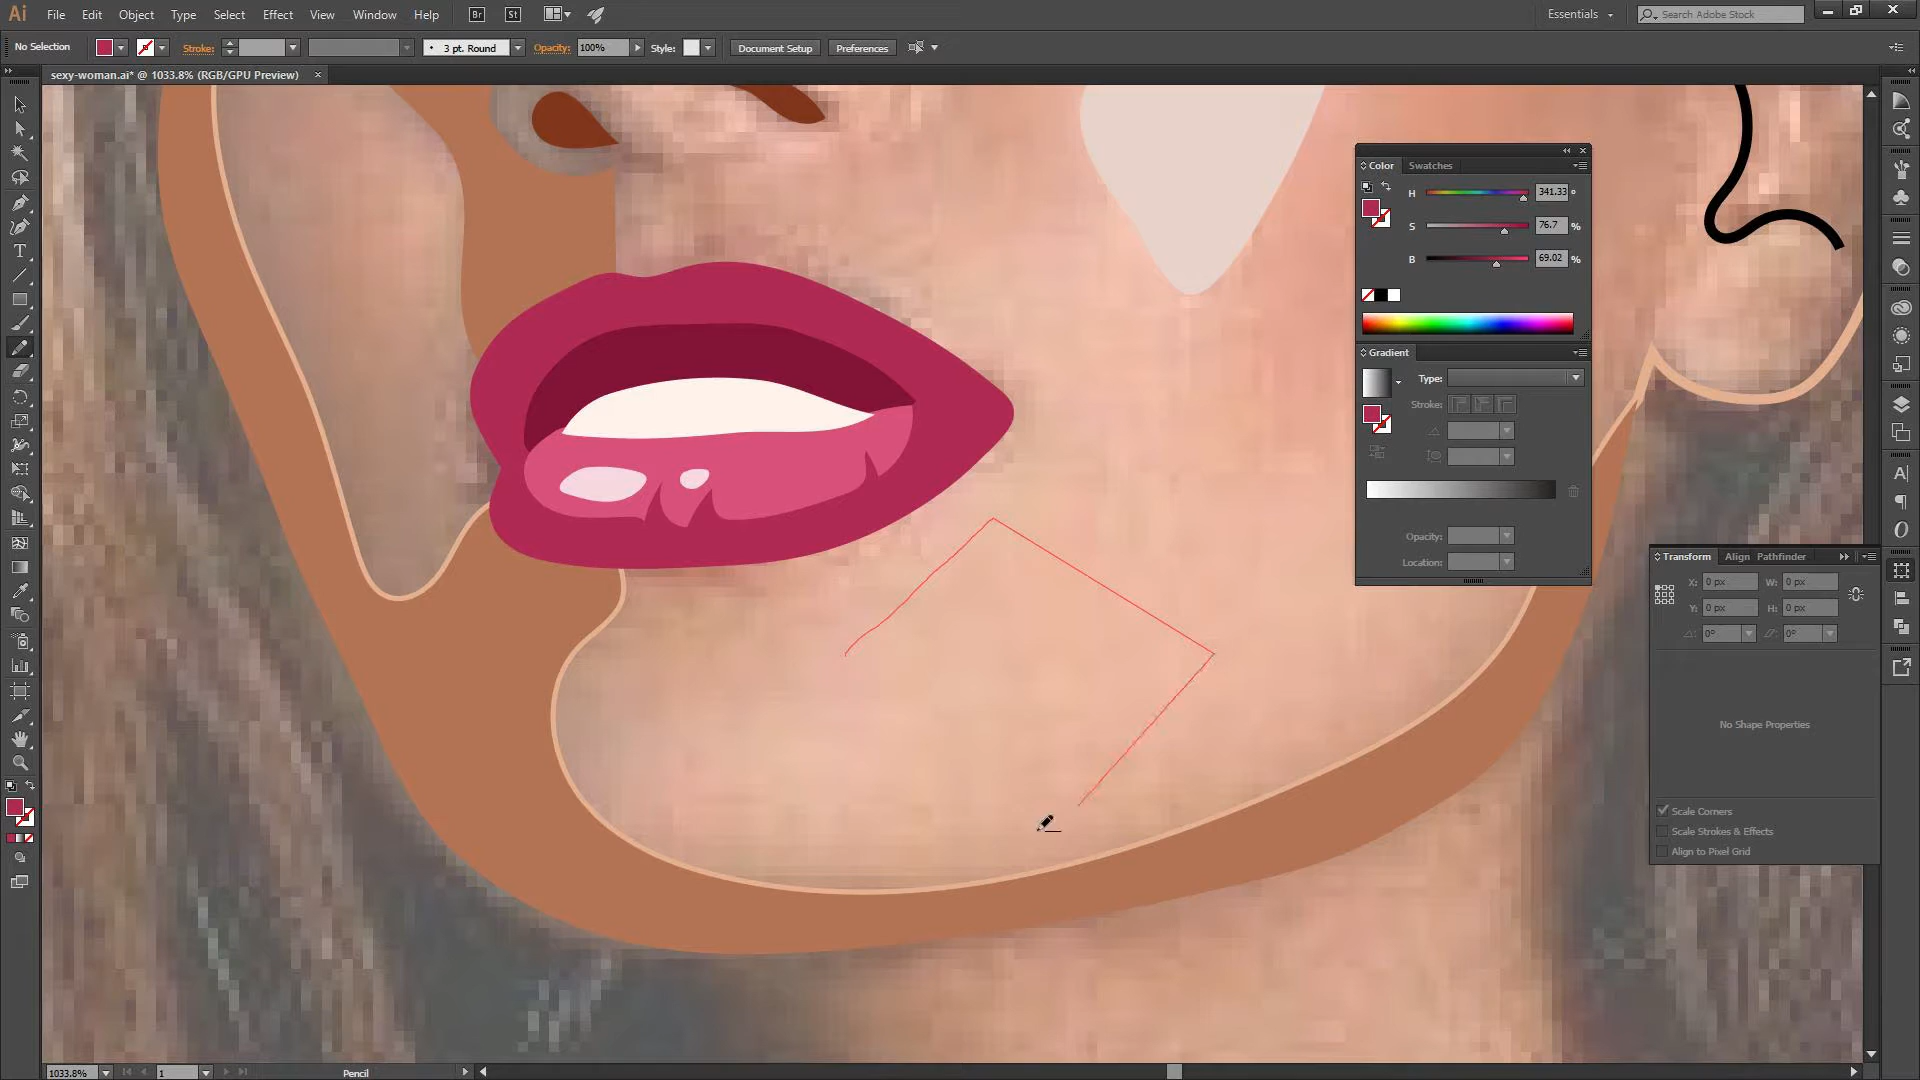 Ai File Edit Object Type Select Effect View Window Help Br St Essentials Search Adobe Stock
No Selection Stroke: 3 pt. Round Opacity: 100% Style: Document Setup Preferences
sexy-woman.ai* @ 1033.8% (RGB/GPU Preview)
Color Swatches
H 341.33 °
S 76.7 %
B 69.02 %
Gradient
Type:
Stroke:
Opacity:
Location:
Transform Align Pathfinder
X: 0 px W: 0 px
Y: 0 px H: 0 px
0° 0°
No Shape Properties
Scale Corners
Scale Strokes & Effects
Align to Pixel Grid
1033.8% 1 Pencil